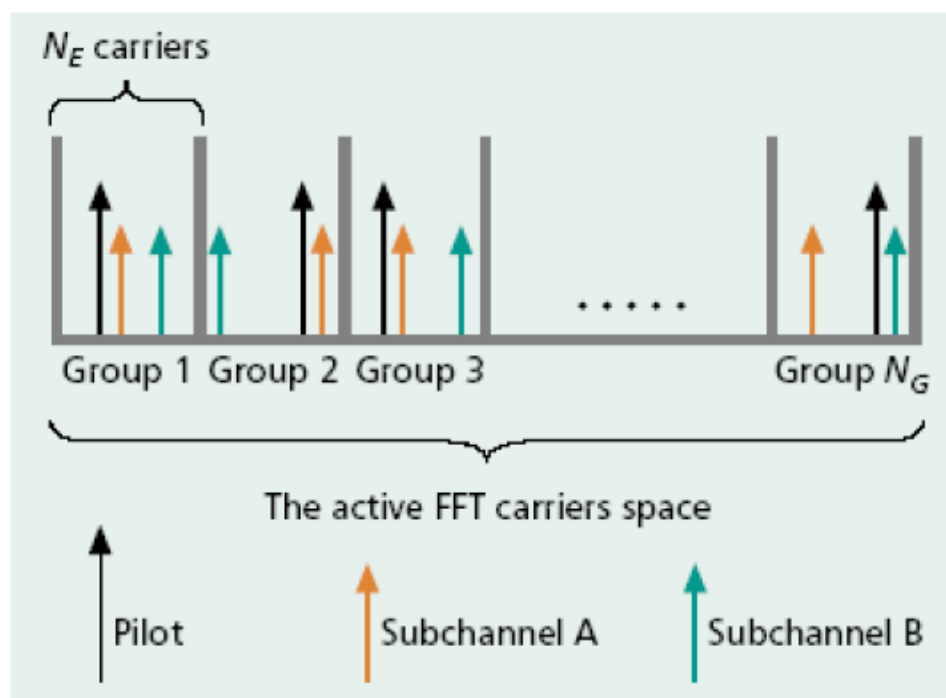 N_E carriers
Group 1 Group 2 Group 3 Group N_G
The active FFT carriers space
Pilot Subchannel A Subchannel B